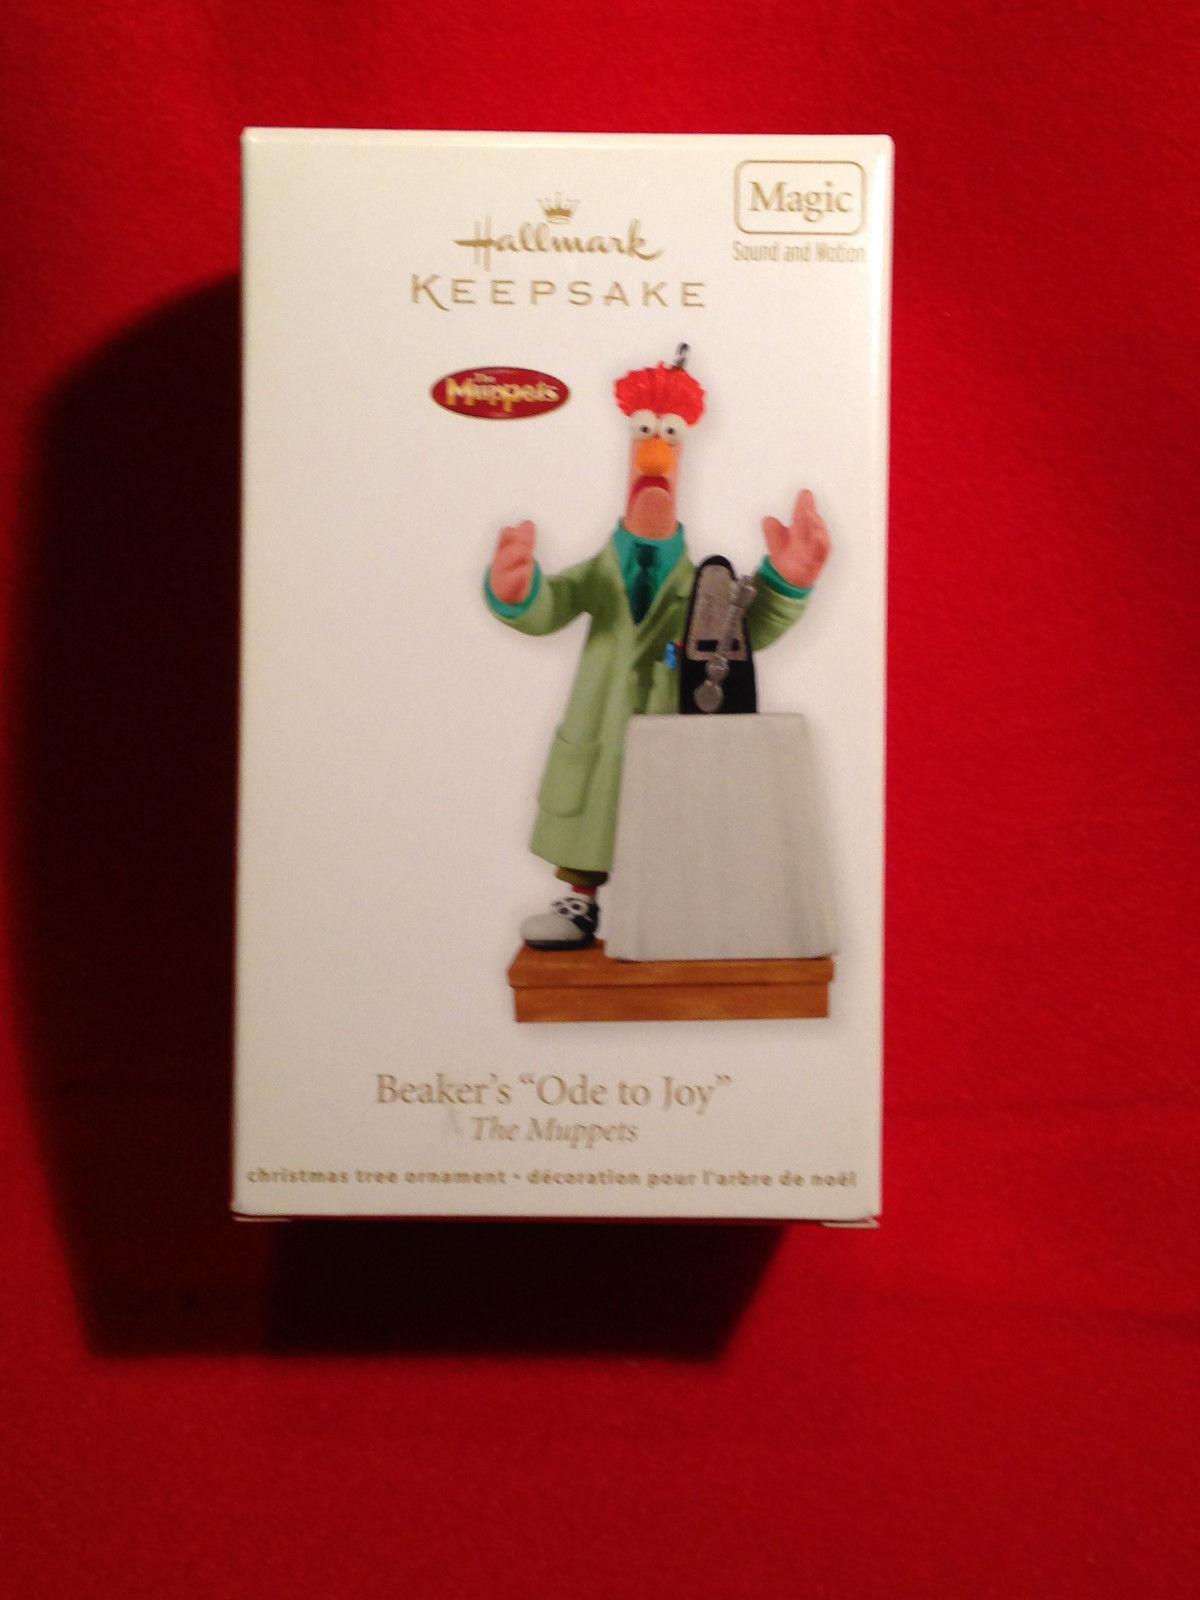 Magic
Sound and Motion
Hallmark
KEEPSAKE
The
Muppets
Beaker's “Ode to Joy”
The Muppets
christmas tree ornament • décoration pour l'arbre de noël